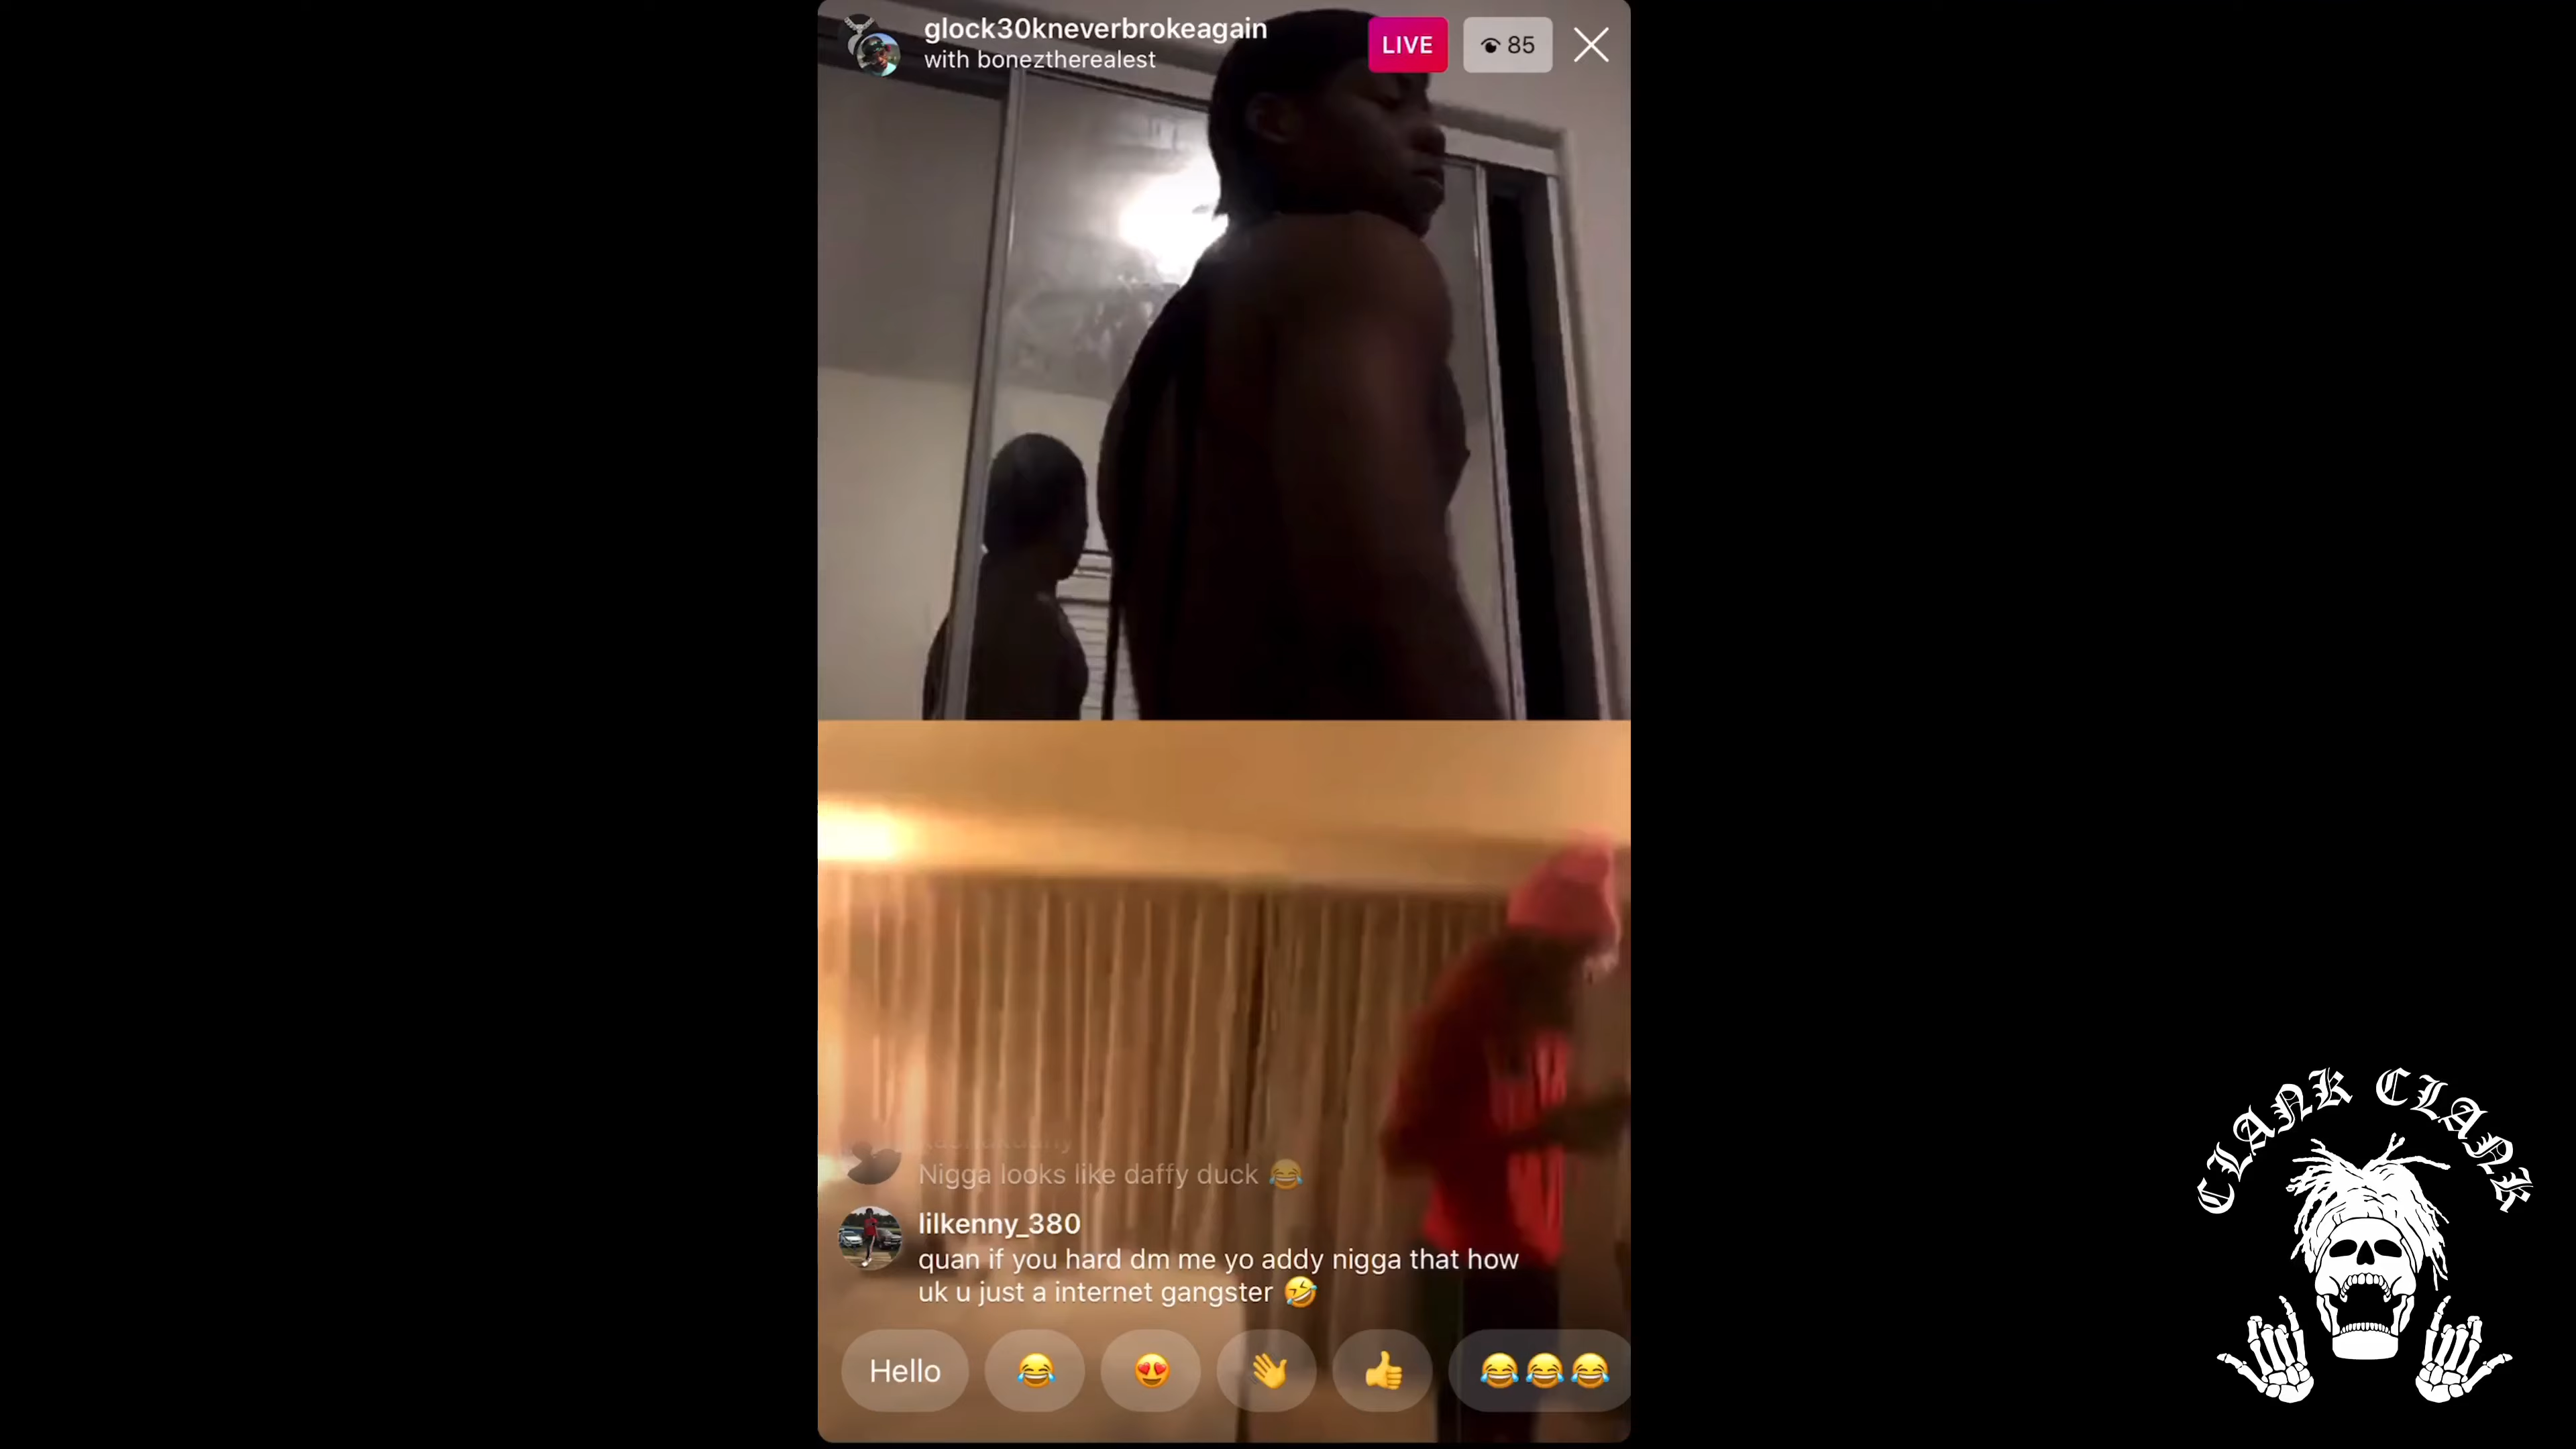 glock30kneverbrokeagain
with boneztherealest
LIVE
85
Nigga looks like daffy duck 😂
lilkenny_380
quan if you hard dm me yo addy nigga that how
uk u just a internet gangster 🤣
Hello
😂
😍
👋
👍
😂😂😂
CLANK CLANK